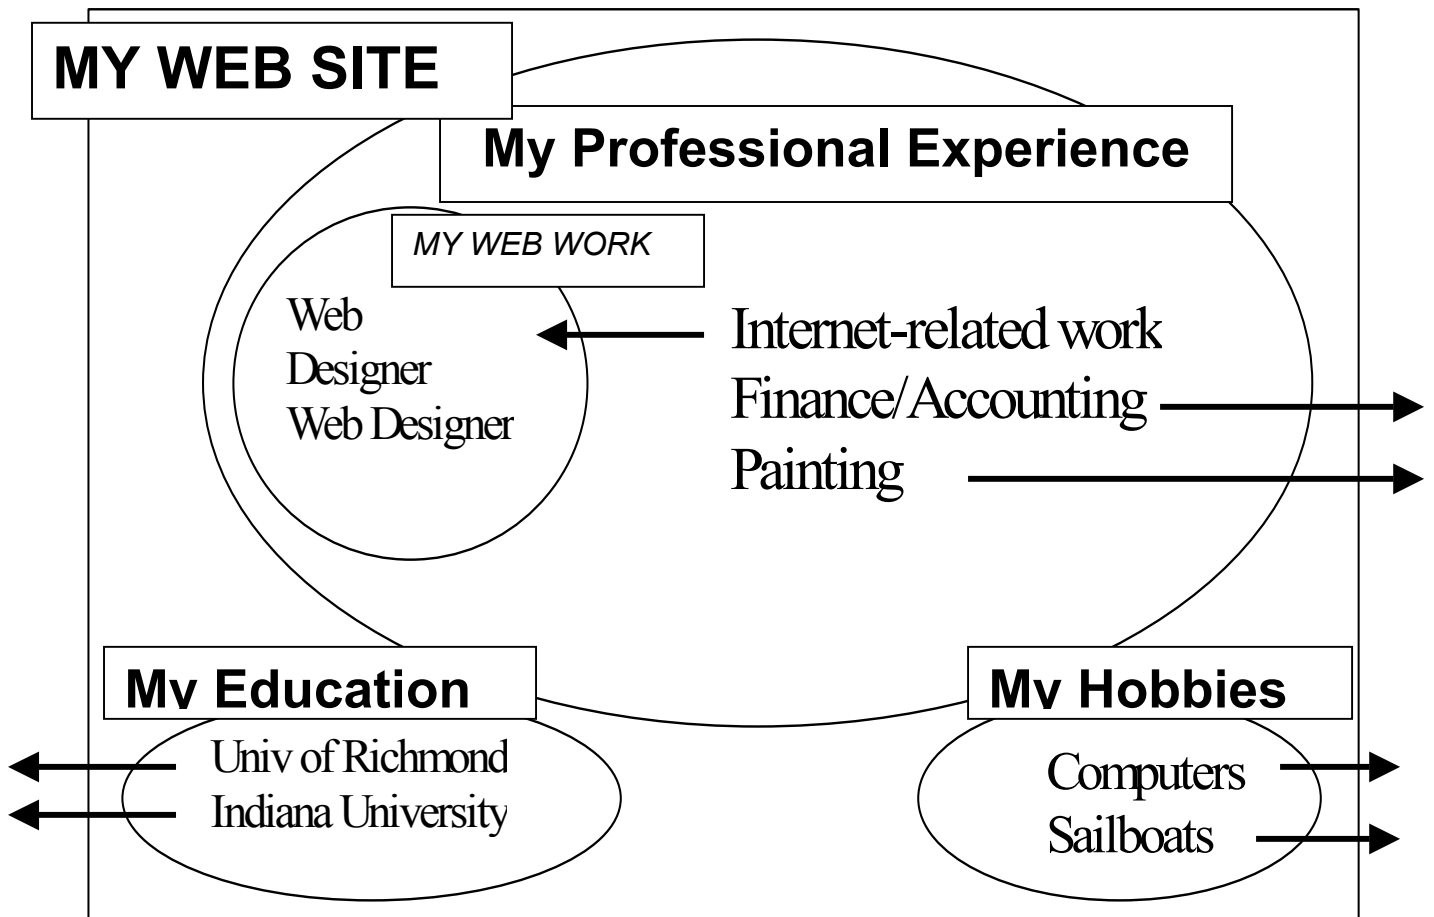 MY WEB SITE
My Professional Experience
MY WEB WORK
Web
Designer
Web Designer
Internet-related work
Finance/Accounting
Painting
My Education
Univ of Richmond
Indiana University
My Hobbies
Computers
Sailboats